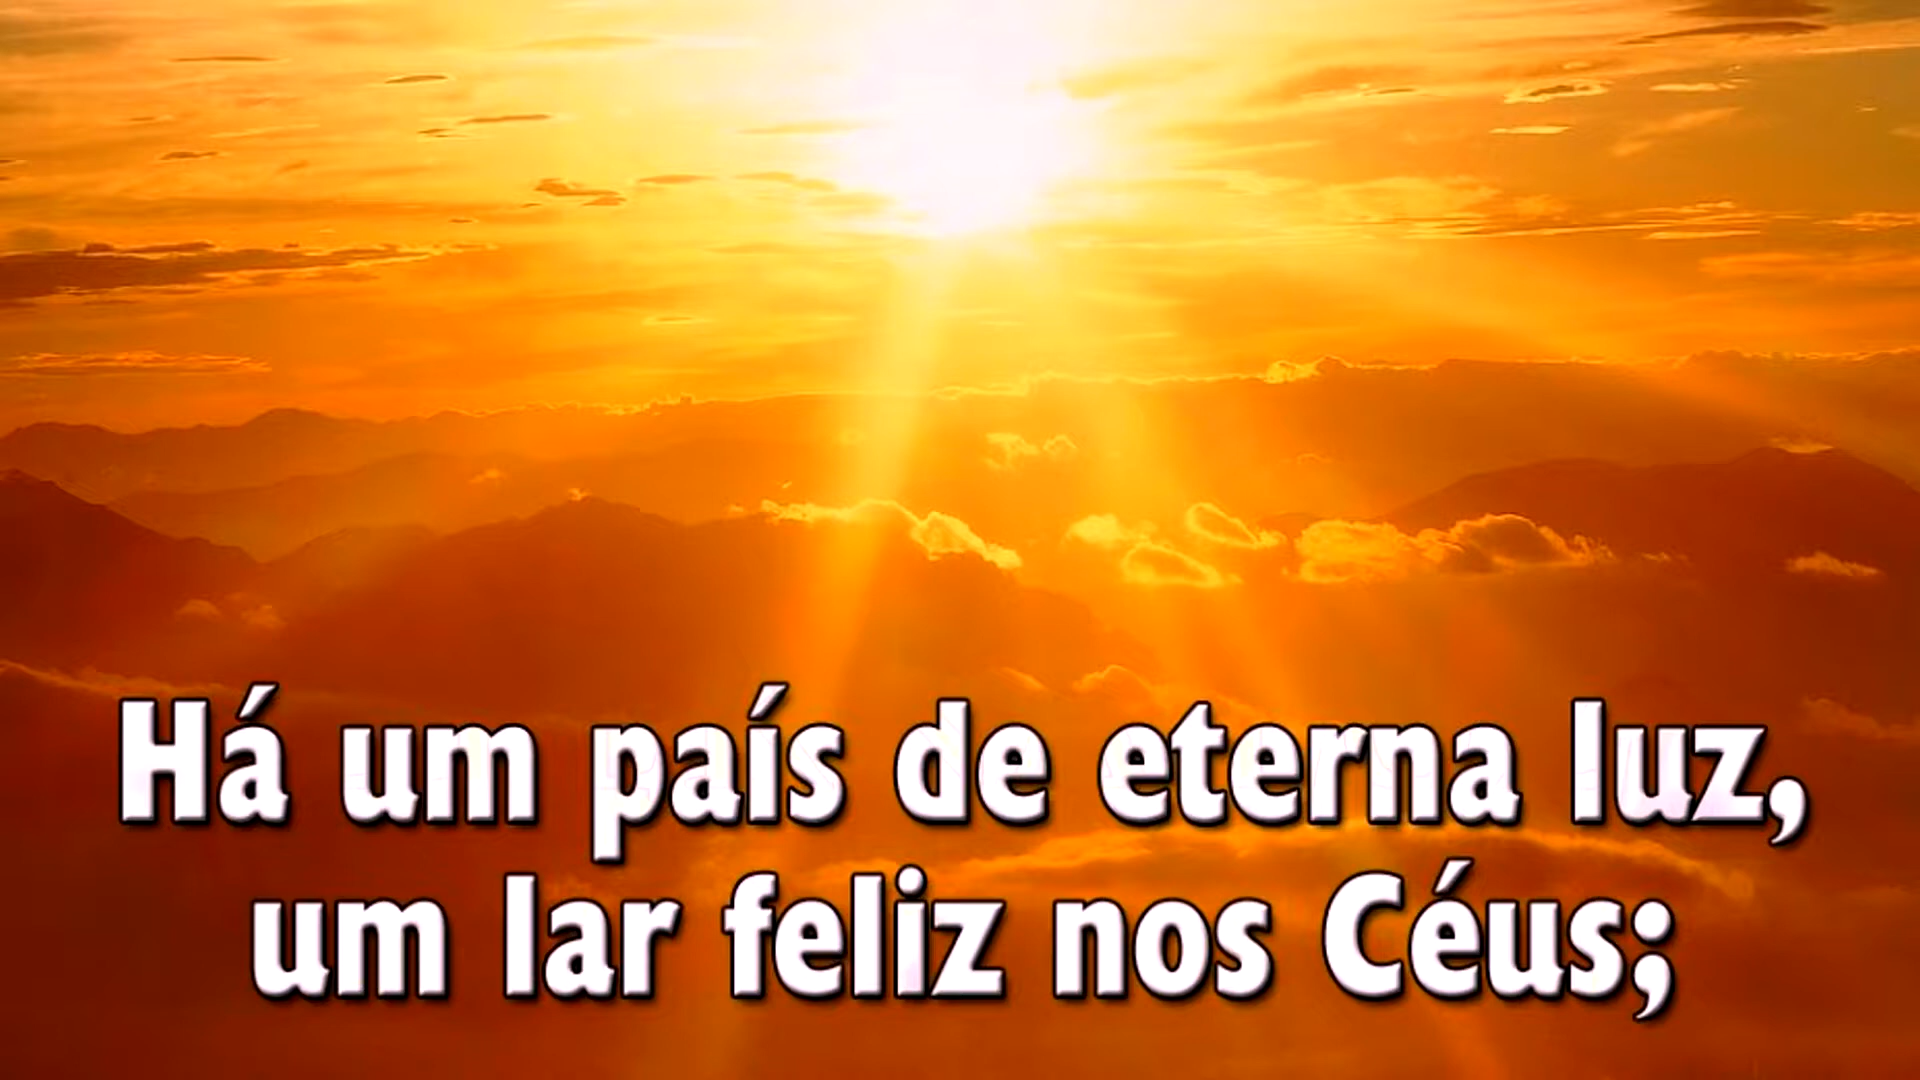 Há um país de eterna luz,
um lar feliz nos Céus;